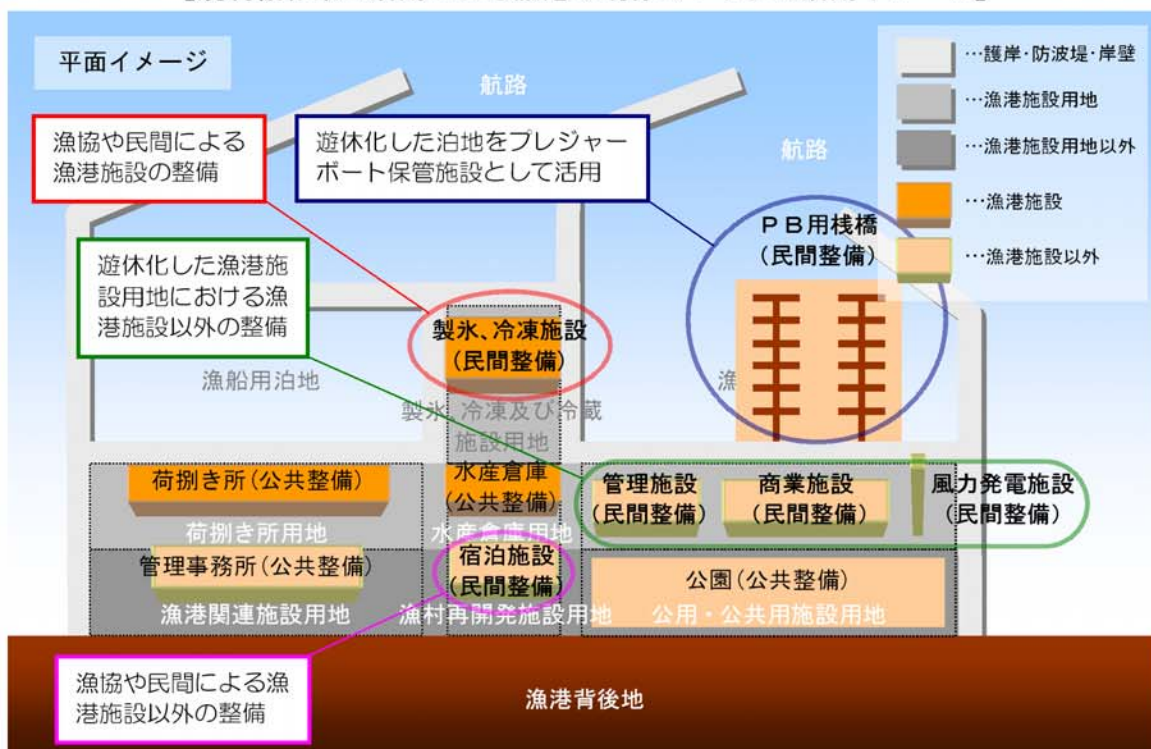 平面イメージ
航路
航路
…護岸・防波堤・岸壁
…漁港施設用地
…漁港施設用地以外
…漁港施設
…漁港施設以外
漁協や民間による
漁港施設の整備
遊休化した泊地をプレジャー
ボート保管施設として活用
遊休化した漁港施
設用地における漁
港施設以外の整備
PB用桟橋
(民間整備)
製氷、冷凍施設
(民間整備)
漁船用泊地
漁
製氷、冷凍及び冷蔵
施設用地
荷捌き所(公共整備)
荷捌き所用地
水産倉庫
(公共整備)
水産倉庫用地
管理施設
(民間整備)
商業施設
(民間整備)
風力発電施設
(民間整備)
管理事務所(公共整備)
漁港関連施設用地
宿泊施設
(民間整備)
漁村再開発施設用地
公園(公共整備)
公用・公共用施設用地
漁協や民間による漁
港施設以外の整備
漁港背後地